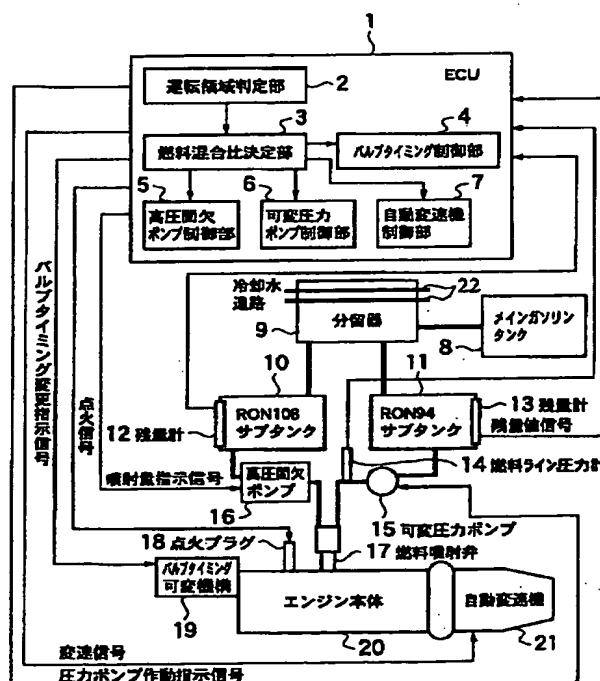 1
ECU
運転領域判定部
2
3
燃料混合比決定部
4
バルブタイミング制御部
5
高圧間欠
ポンプ制御部
6
可変圧力
ポンプ制御部
7
自動変速機
制御部
冷却水
通路
22
9
分留器
メインガソリン
タンク
8
10
11
RON108
サブタンク
RON94
サブタンク
12 残量計
13 残量計
残量値信号
14 燃料ライン圧力計
高圧間欠
ポンプ
16
15 可変圧力ポンプ
17 燃料噴射弁
18 点火プラグ
バルブタイミング
可変機構
19
エンジン本体
20
自動変速機
21
バルブタイミング変更指示信号
点火信号
噴射量指示信号
変速信号
圧力ポンプ作動指示信号